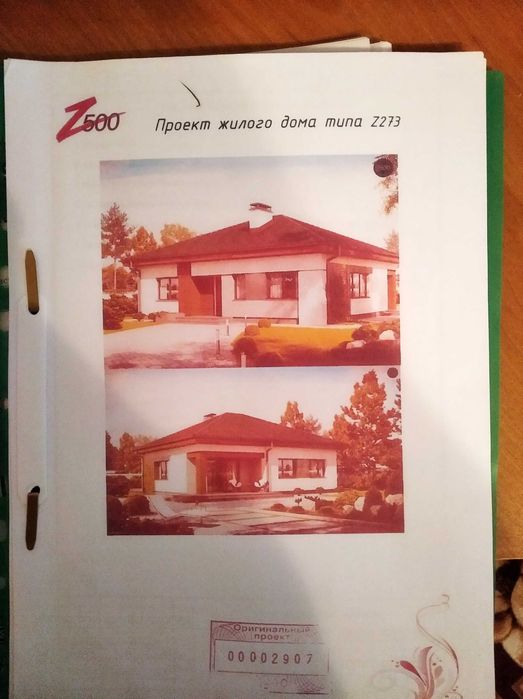 Z500
Проект жилого дома типа Z273
Оригинальный
проект
00002907